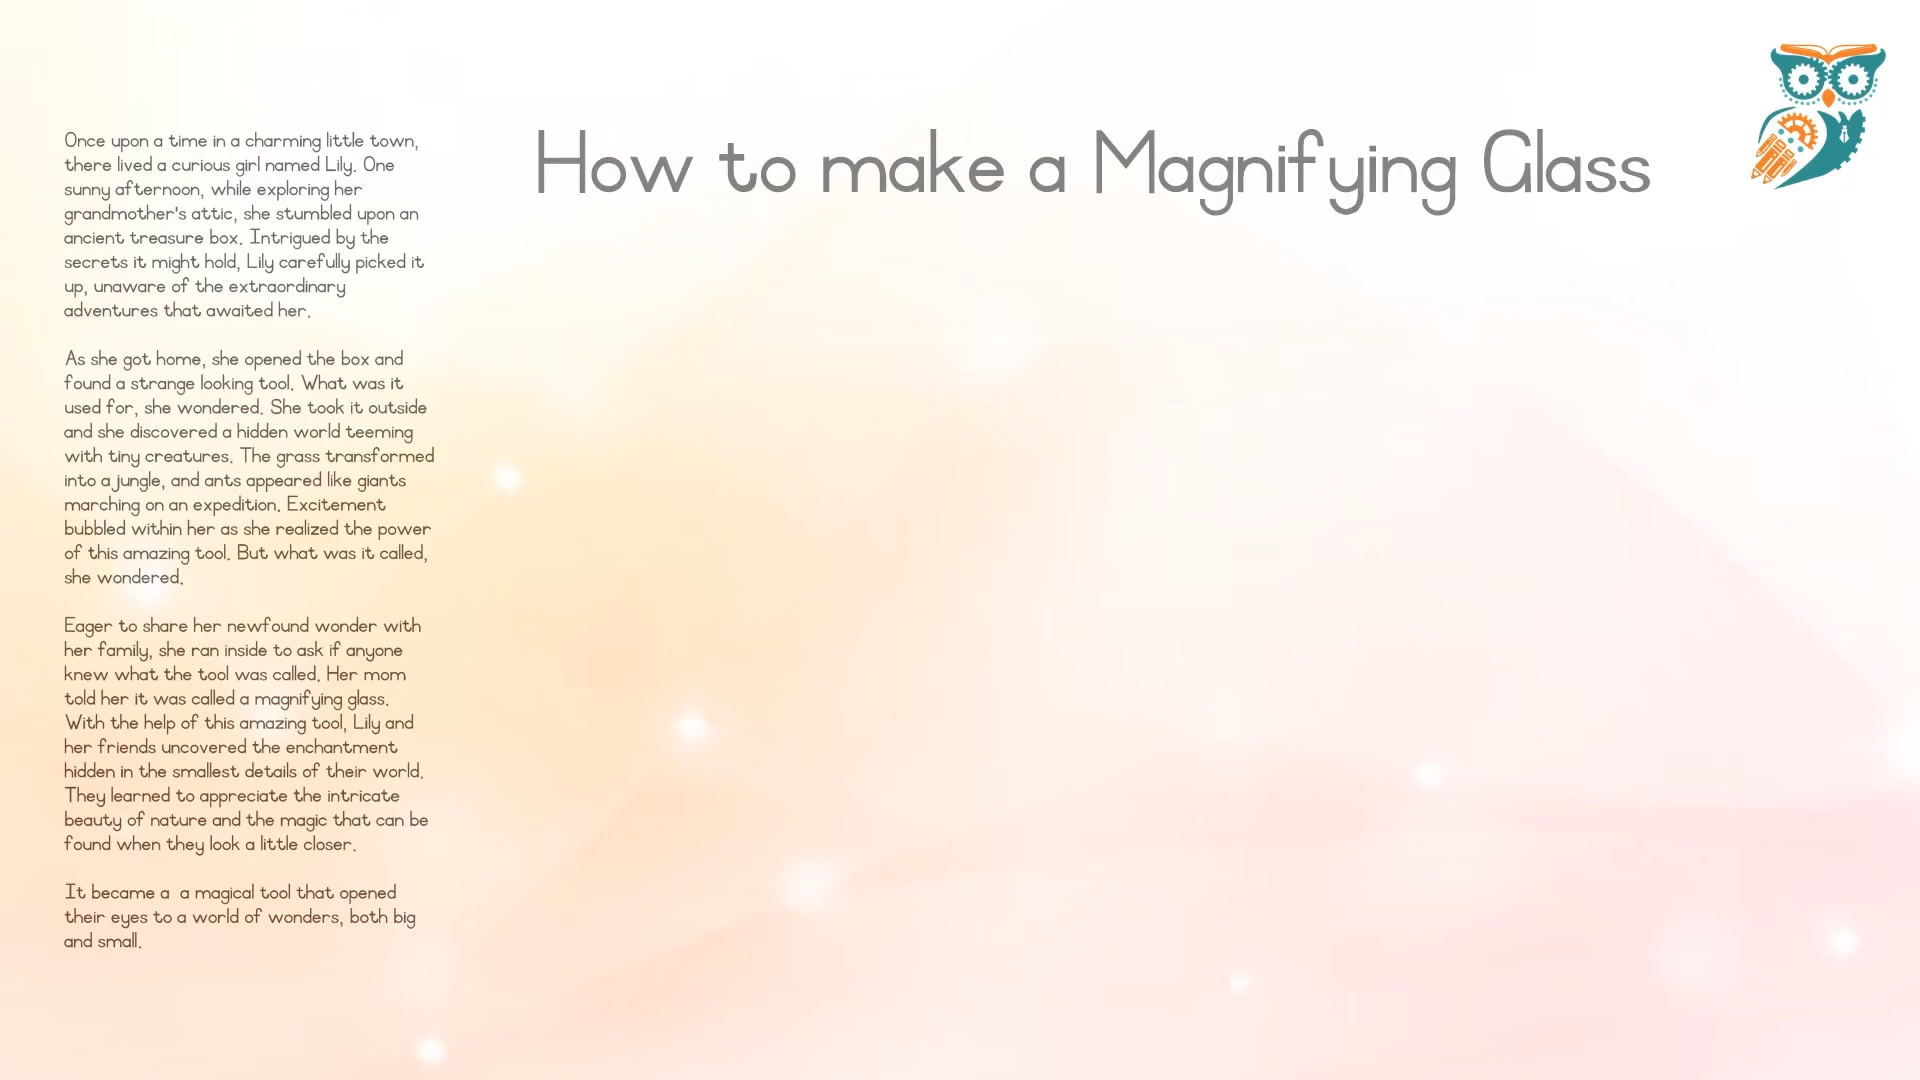 How to make a Magnifying Glass
Once upon a time in a charming little town,
there lived a curious girl named Lily. One
sunny afternoon, while exploring her
grandmother's attic, she stumbled upon an
ancient treasure box. Intrigued by the
secrets it might hold, Lily carefully picked it
up, unaware of the extraordinary
adventures that awaited her.
As she got home, she opened the box and
found a strange looking tool. What was it
used for, she wondered. She took it outside
and she discovered a hidden world teeming
with tiny creatures. The grass transformed
into a jungle, and ants appeared like giants
marching on an expedition. Excitement
bubbled within her as she realized the power
of this amazing tool. But what was it called,
she wondered.
Eager to share her newfound wonder with
her family, she ran inside to ask if anyone
knew what the tool was called. Her mom
told her it was called a magnifying glass.
With the help of this amazing tool, Lily and
her friends uncovered the enchantment
hidden in the smallest details of their world.
They learned to appreciate the intricate
beauty of nature and the magic that can be
found when they look a little closer.
It became a  a magical tool that opened
their eyes to a world of wonders, both big
and small.